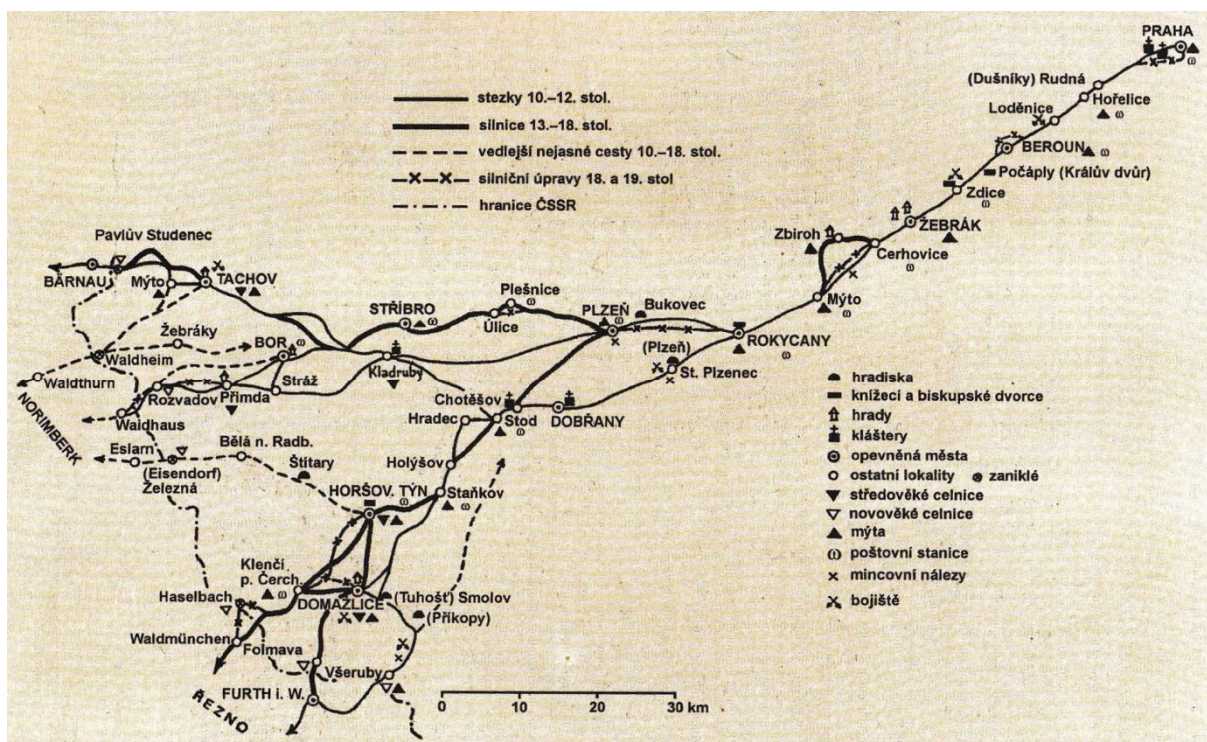 PRAHA
(Dušníky) Rudná
Hořelice
Loděnice
BEROUN
Počáply (Králův dvůr)
Zdice
ŽEBRÁK
Zbiroh
Cerhovice
Mýto
stezky 10.–12. stol.
silnice 13.–18. stol.
vedlejší nejasné cesty 10.–18. stol.
silniční úpravy 18. a 19. stol
hranice ČSSR
Pavlův Studenec
BÄRNAU
Mýto
TACHOV
STŘÍBRO
Plešnice
Úlice
PLZEŇ
Bukovec
ROKYCANY
(Plzeň)
St. Plzenec
Žebráky
BOR
Waldheim
Kladruby
Waldthurn
Stráž
Rozvadov
Přimda
Chotěšov
Waidhaus
Hradec
Stod
DOBŘANY
NORIMBERK
Bělá n. Radb.
Eslarn
(Eisendorf)
Železná
Štítary
Holýšov
HORŠOV. TÝN
Staňkov
Klenčí
p. Čerch.
Haselbach
DOMAŽLICE
(Tuhošť) Smolov
(Příkopy)
Waldmünchen
Folmava
Všeruby
FURTH i. W.
ŘEZNO
0 10 20 30 km
hradiska
knížecí a biskupské dvorce
hrady
kláštery
opevněná města
ostatní lokality
zaniklé
středověké celnice
novověké celnice
mýta
poštovní stanice
mincovní nálezy
bojiště